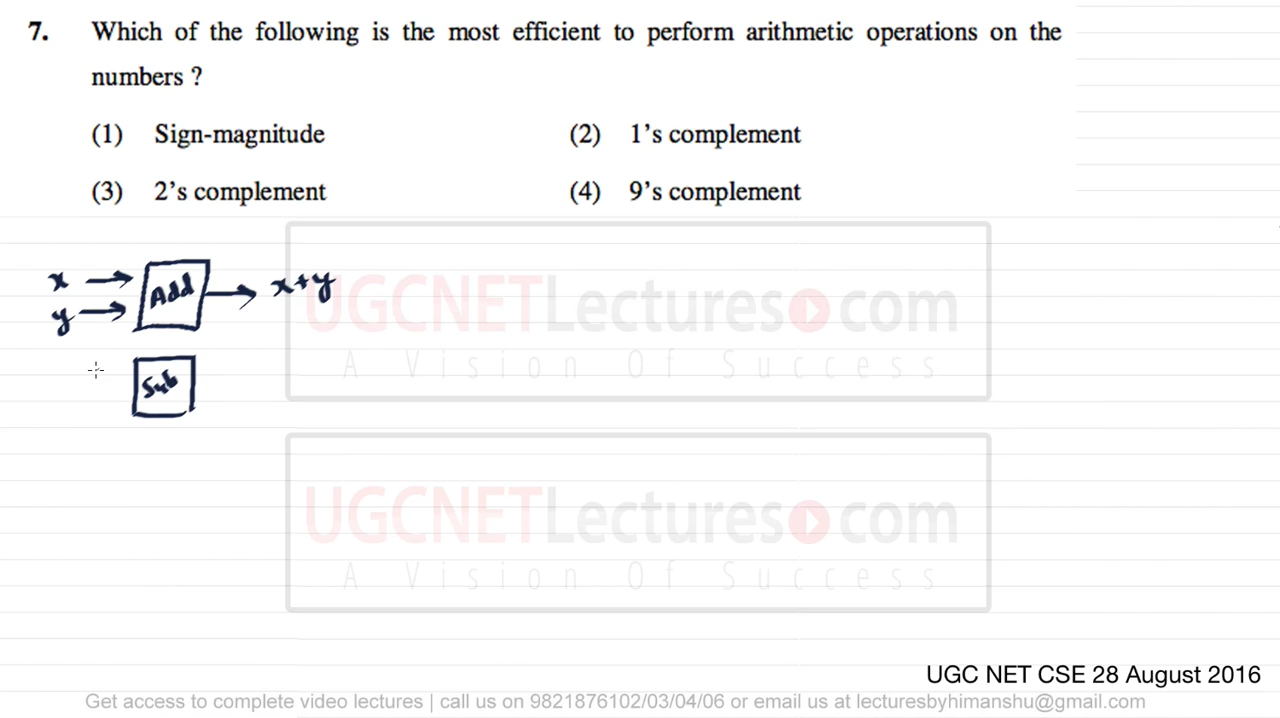 7. Which of the following is the most efficient to perform arithmetic operations on the
numbers ?
(1) Sign-magnitude (2) 1's complement
(3) 2's complement (4) 9's complement
x → Add → x+y
y →
Sub
UGCNETLectures.com
A Vision Of Success
UGCNETLectures.com
A Vision Of Success
UGC NET CSE 28 August 2016
Get access to complete video lectures | call us on 9821876102/03/04/06 or email us at lecturesbyhimanshu@gmail.com